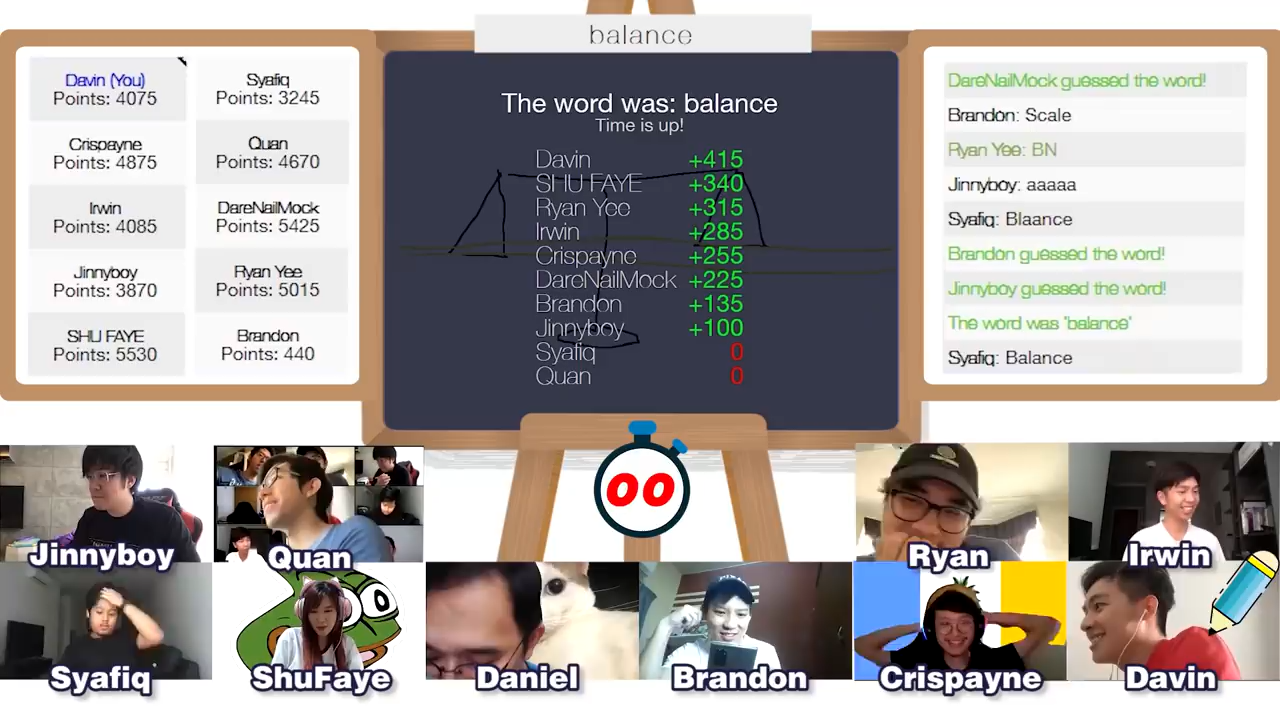 balance
Davin (You)
Points: 4075
Syafiq
Points: 3245
Crispayne
Points: 4875
Quan
Points: 4670
Irwin
Points: 4085
DareNailMock
Points: 5425
Jinnyboy
Points: 3870
Ryan Yee
Points: 5015
SHU FAYE
Points: 5530
Brandon
Points: 440
The word was: balance
Time is up!
Davin +415
SHU FAYE +340
Ryan Yee +315
Irwin +285
Crispayne +255
DareNailMock +225
Brandon +135
Jinnyboy +100
Syafiq 0
Quan 0
DareNailMock guessed the word!
Brandon: Scale
Ryan Yee: BN
Jinnyboy: aaaaa
Syafiq: Blaance
Brandon guessed the word!
Jinnyboy guessed the word!
The word was 'balance'
Syafiq: Balance
00
Jinnyboy
Quan
Ryan
Irwin
Syafiq
ShuFaye
Daniel
Brandon
Crispayne
Davin